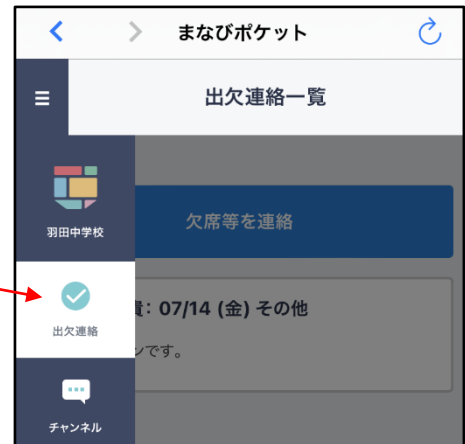 まなびポケット
出欠連絡一覧
羽田中学校
欠席等を連絡
: 07/14 (金) その他
出欠連絡
ンです。
チャンネル